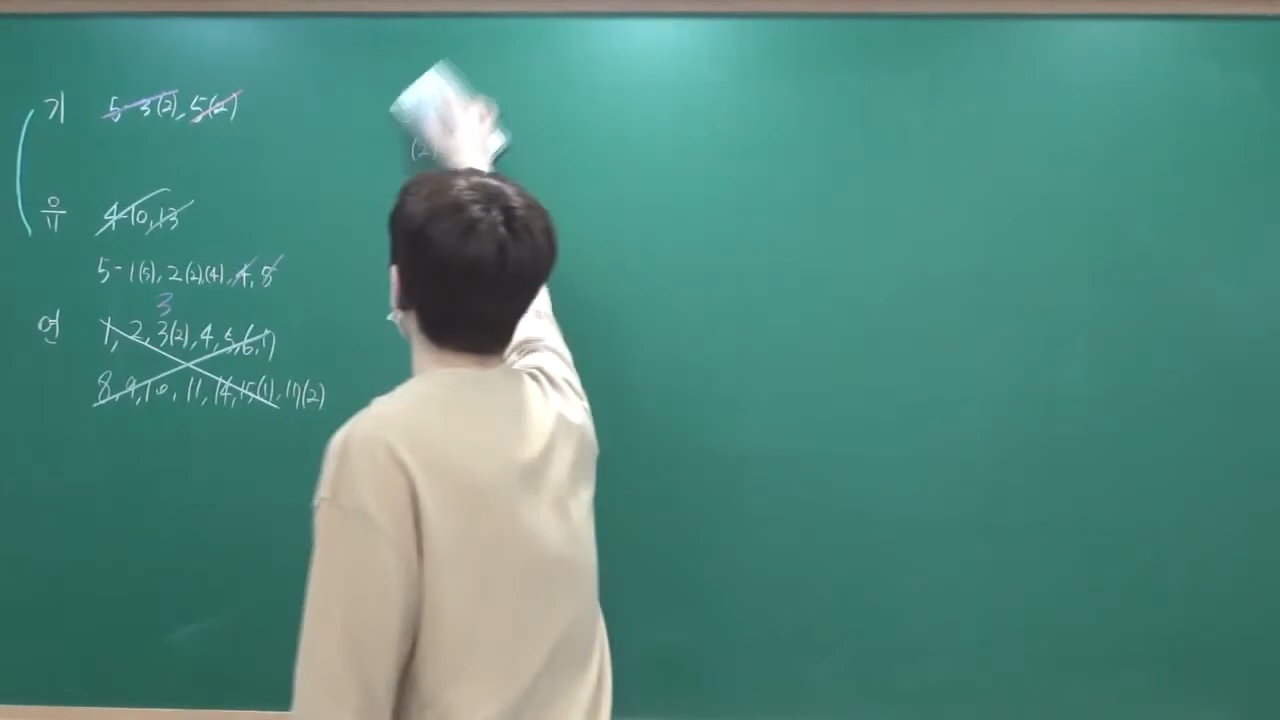 기 5-3(2), 5(2)
유 4-10, 13
5-1(5), 2(2),(4), 4, 8
3
연 1, 2, 3(2), 4, 5, 6, 7
8, 9, 10, 11, 14, 15(1), 17(2)
(2)